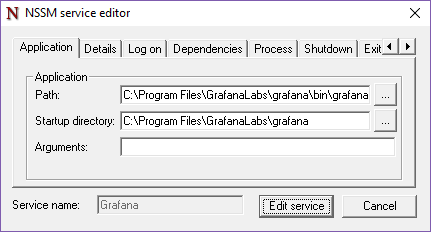 NSSM service editor
Application Details Log on Dependencies Process Shutdown Exit
Application
Path: C:\Program Files\GrafanaLabs\grafana\bin\grafana ...
Startup directory: C:\Program Files\GrafanaLabs\grafana ...
Arguments:
Service name: Grafana Edit service Cancel